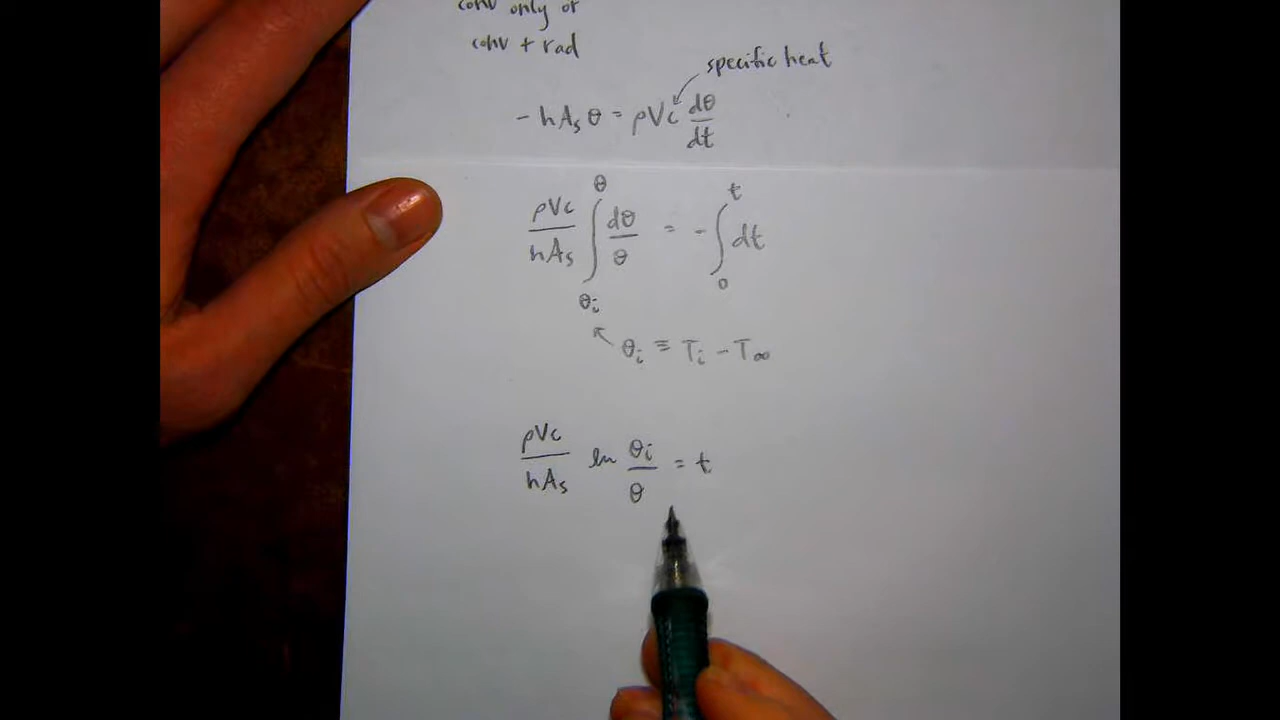 conv only or
conv + rad
specific heat
- hA_s θ = ρVc dθ/dt
ρVc/hA_s ∫_{θ_i}^{θ} dθ/θ = - ∫_0^t dt
θ_i ≡ T_i - T_∞
ρVc/hA_s ln θ_i/θ = t